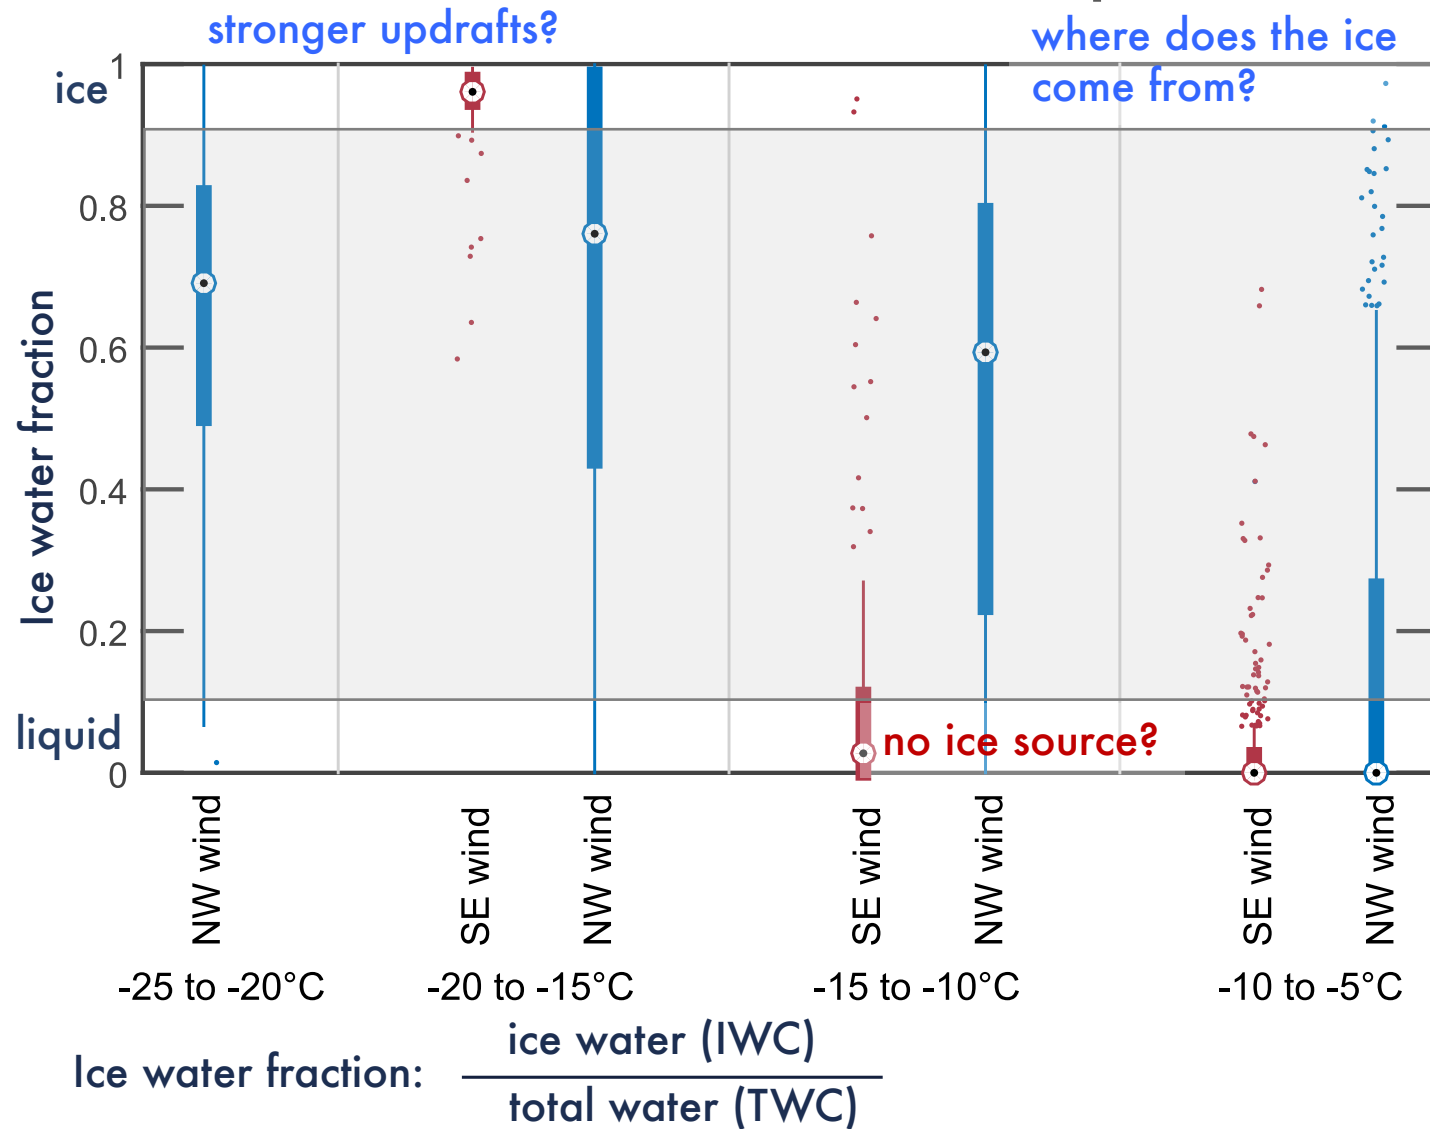 stronger updrafts?
where does the ice
come from?
1
ice
0.8
0.6
0.4
0.2
liquid
0
Ice water fraction
no ice source?
NW wind
SE wind
NW wind
SE wind
NW wind
SE wind
NW wind
-25 to -20°C
-20 to -15°C
-15 to -10°C
-10 to -5°C
Ice water fraction:
ice water (IWC)
total water (TWC)